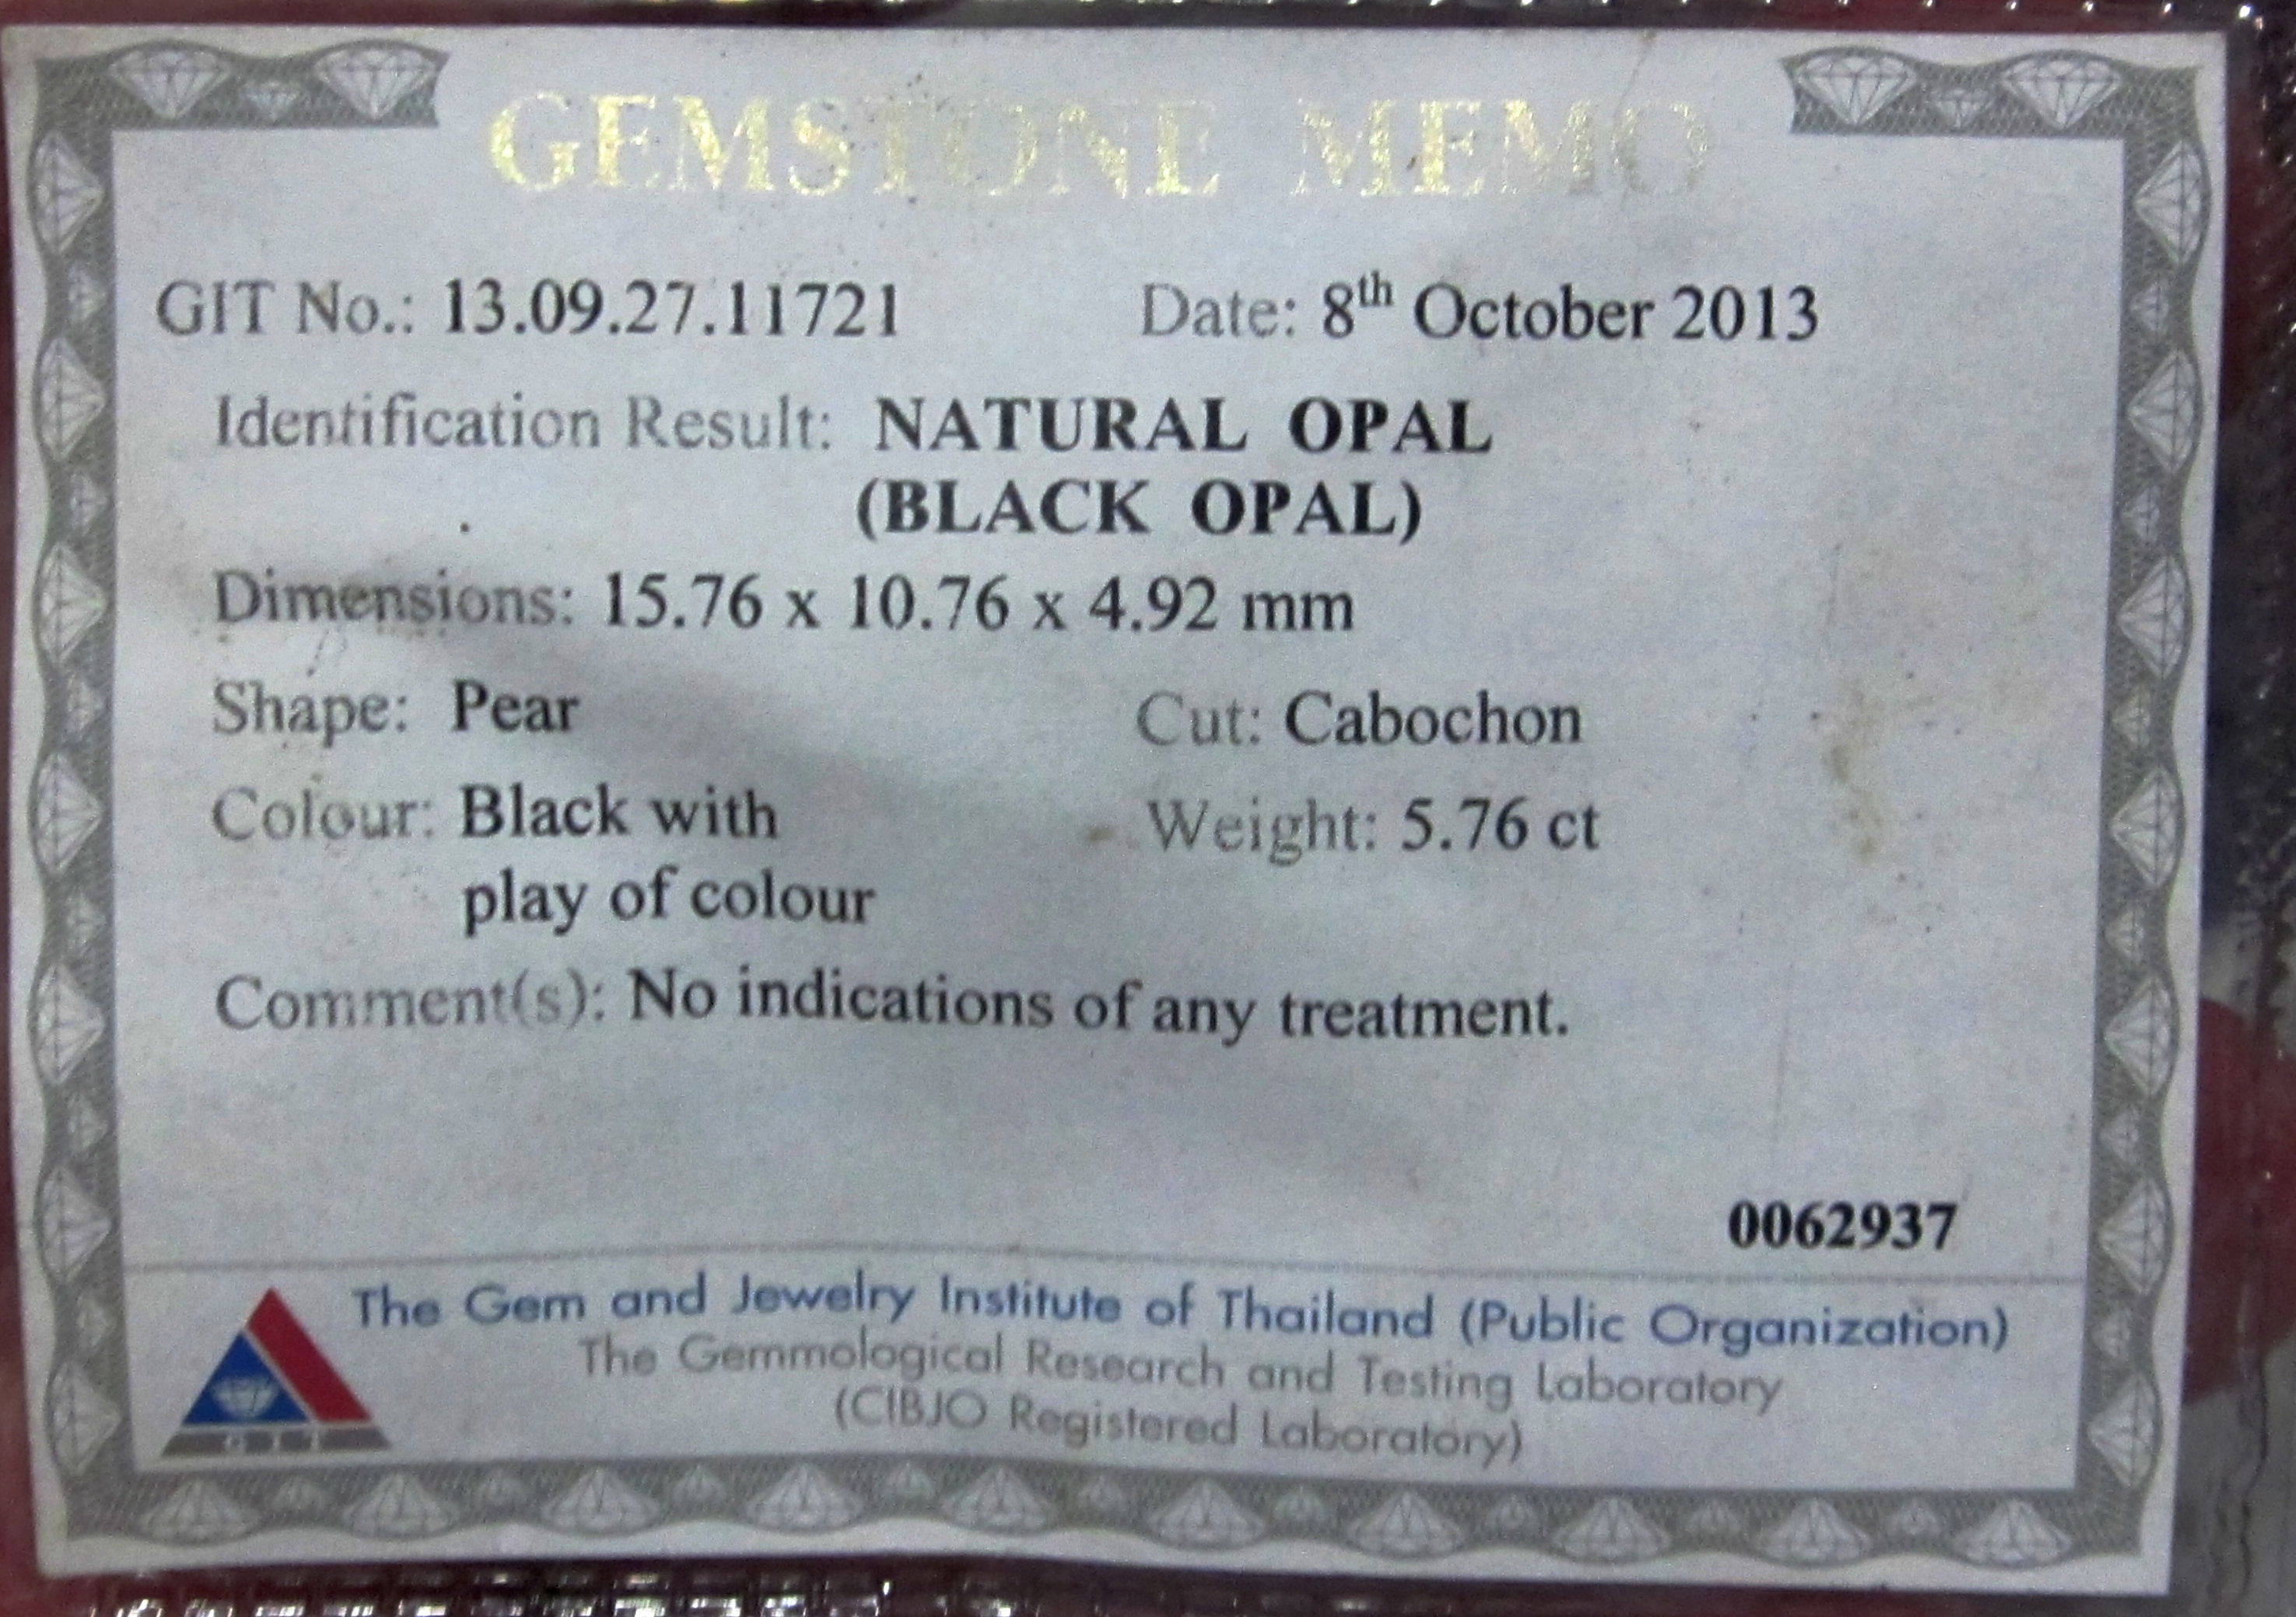 GEMSTONE MEMO
GIT No.: 13.09.27.11721 Date: 8th October 2013
Identification Result: NATURAL OPAL
(BLACK OPAL)
Dimensions: 15.76 x 10.76 x 4.92 mm
Shape: Pear Cut: Cabochon
Colour: Black with Weight: 5.76 ct
play of colour
Comment(s): No indications of any treatment.
0062937
The Gem and Jewelry Institute of Thailand (Public Organization)
The Gemmological Research and Testing Laboratory
(CIBJO Registered Laboratory)
GIT